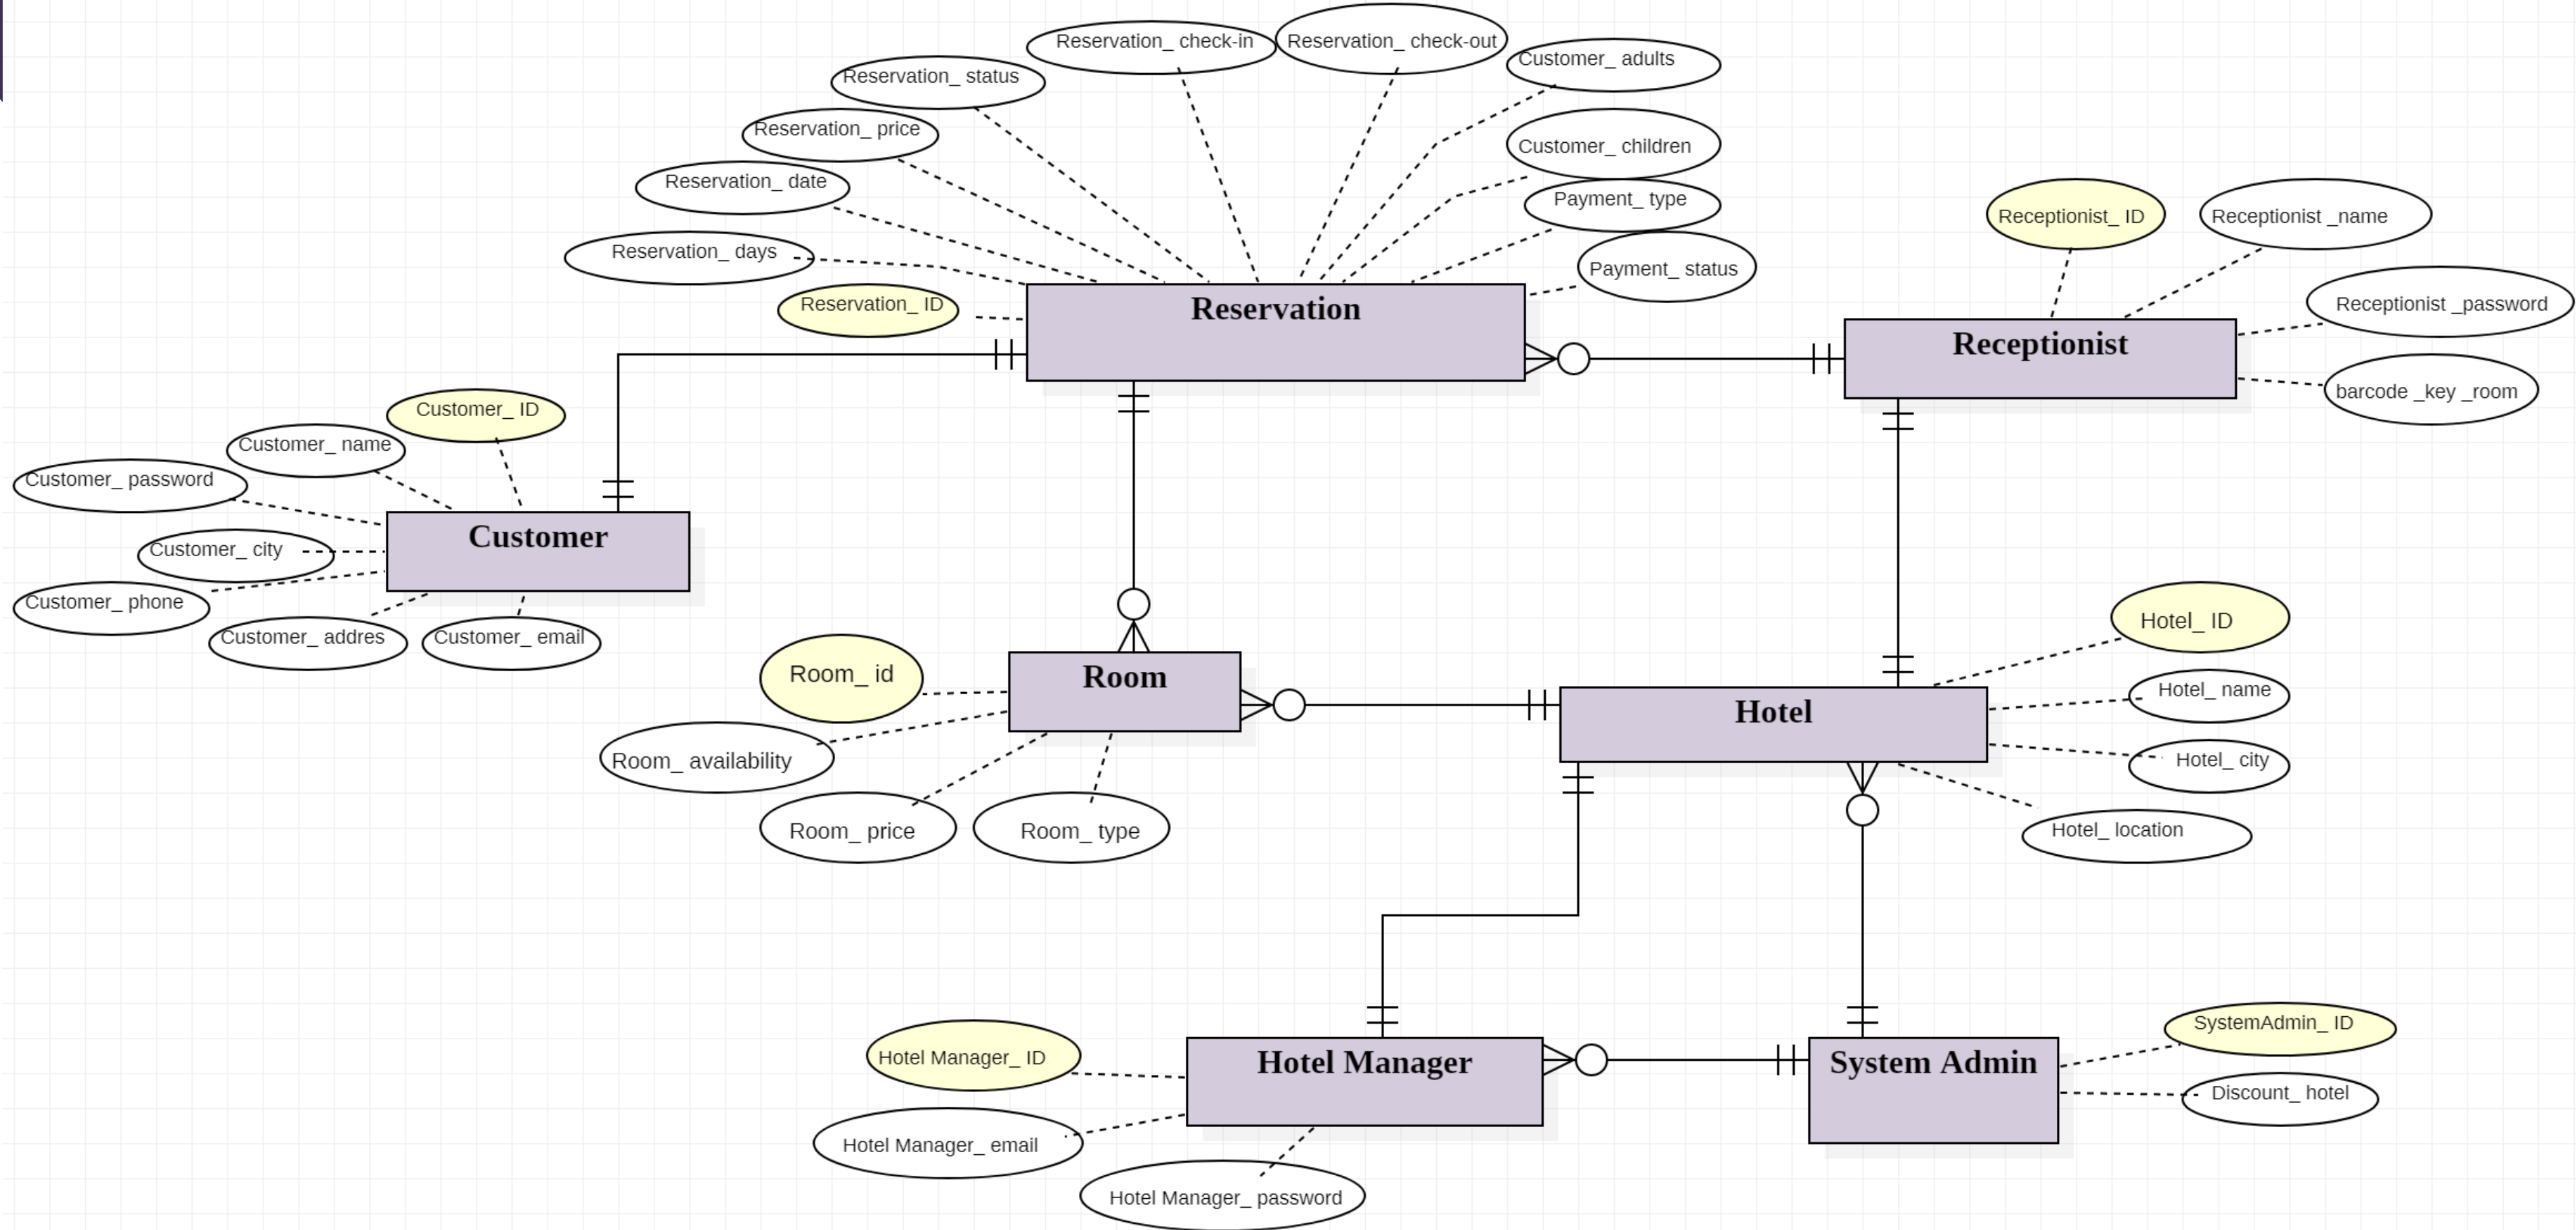 Reservation_ check-in
Reservation_ check-out
Customer_ adults
Reservation_ status
Reservation_ price
Customer_ children
Reservation_ date
Payment_ type
Reservation_ days
Payment_ status
Reservation_ ID
Reservation
Receptionist_ ID
Receptionist _name
Receptionist _password
Receptionist
barcode _key _room
Customer_ ID
Customer_ name
Customer_ password
Customer
Customer_ city
Customer_ phone
Customer_ addres
Customer_ email
Room_ id
Room
Room_ availability
Room_ price
Room_ type
Hotel_ ID
Hotel_ name
Hotel
Hotel_ city
Hotel_ location
Hotel Manager_ ID
Hotel Manager
Hotel Manager_ email
Hotel Manager_ password
System Admin
SystemAdmin_ ID
Discount_ hotel